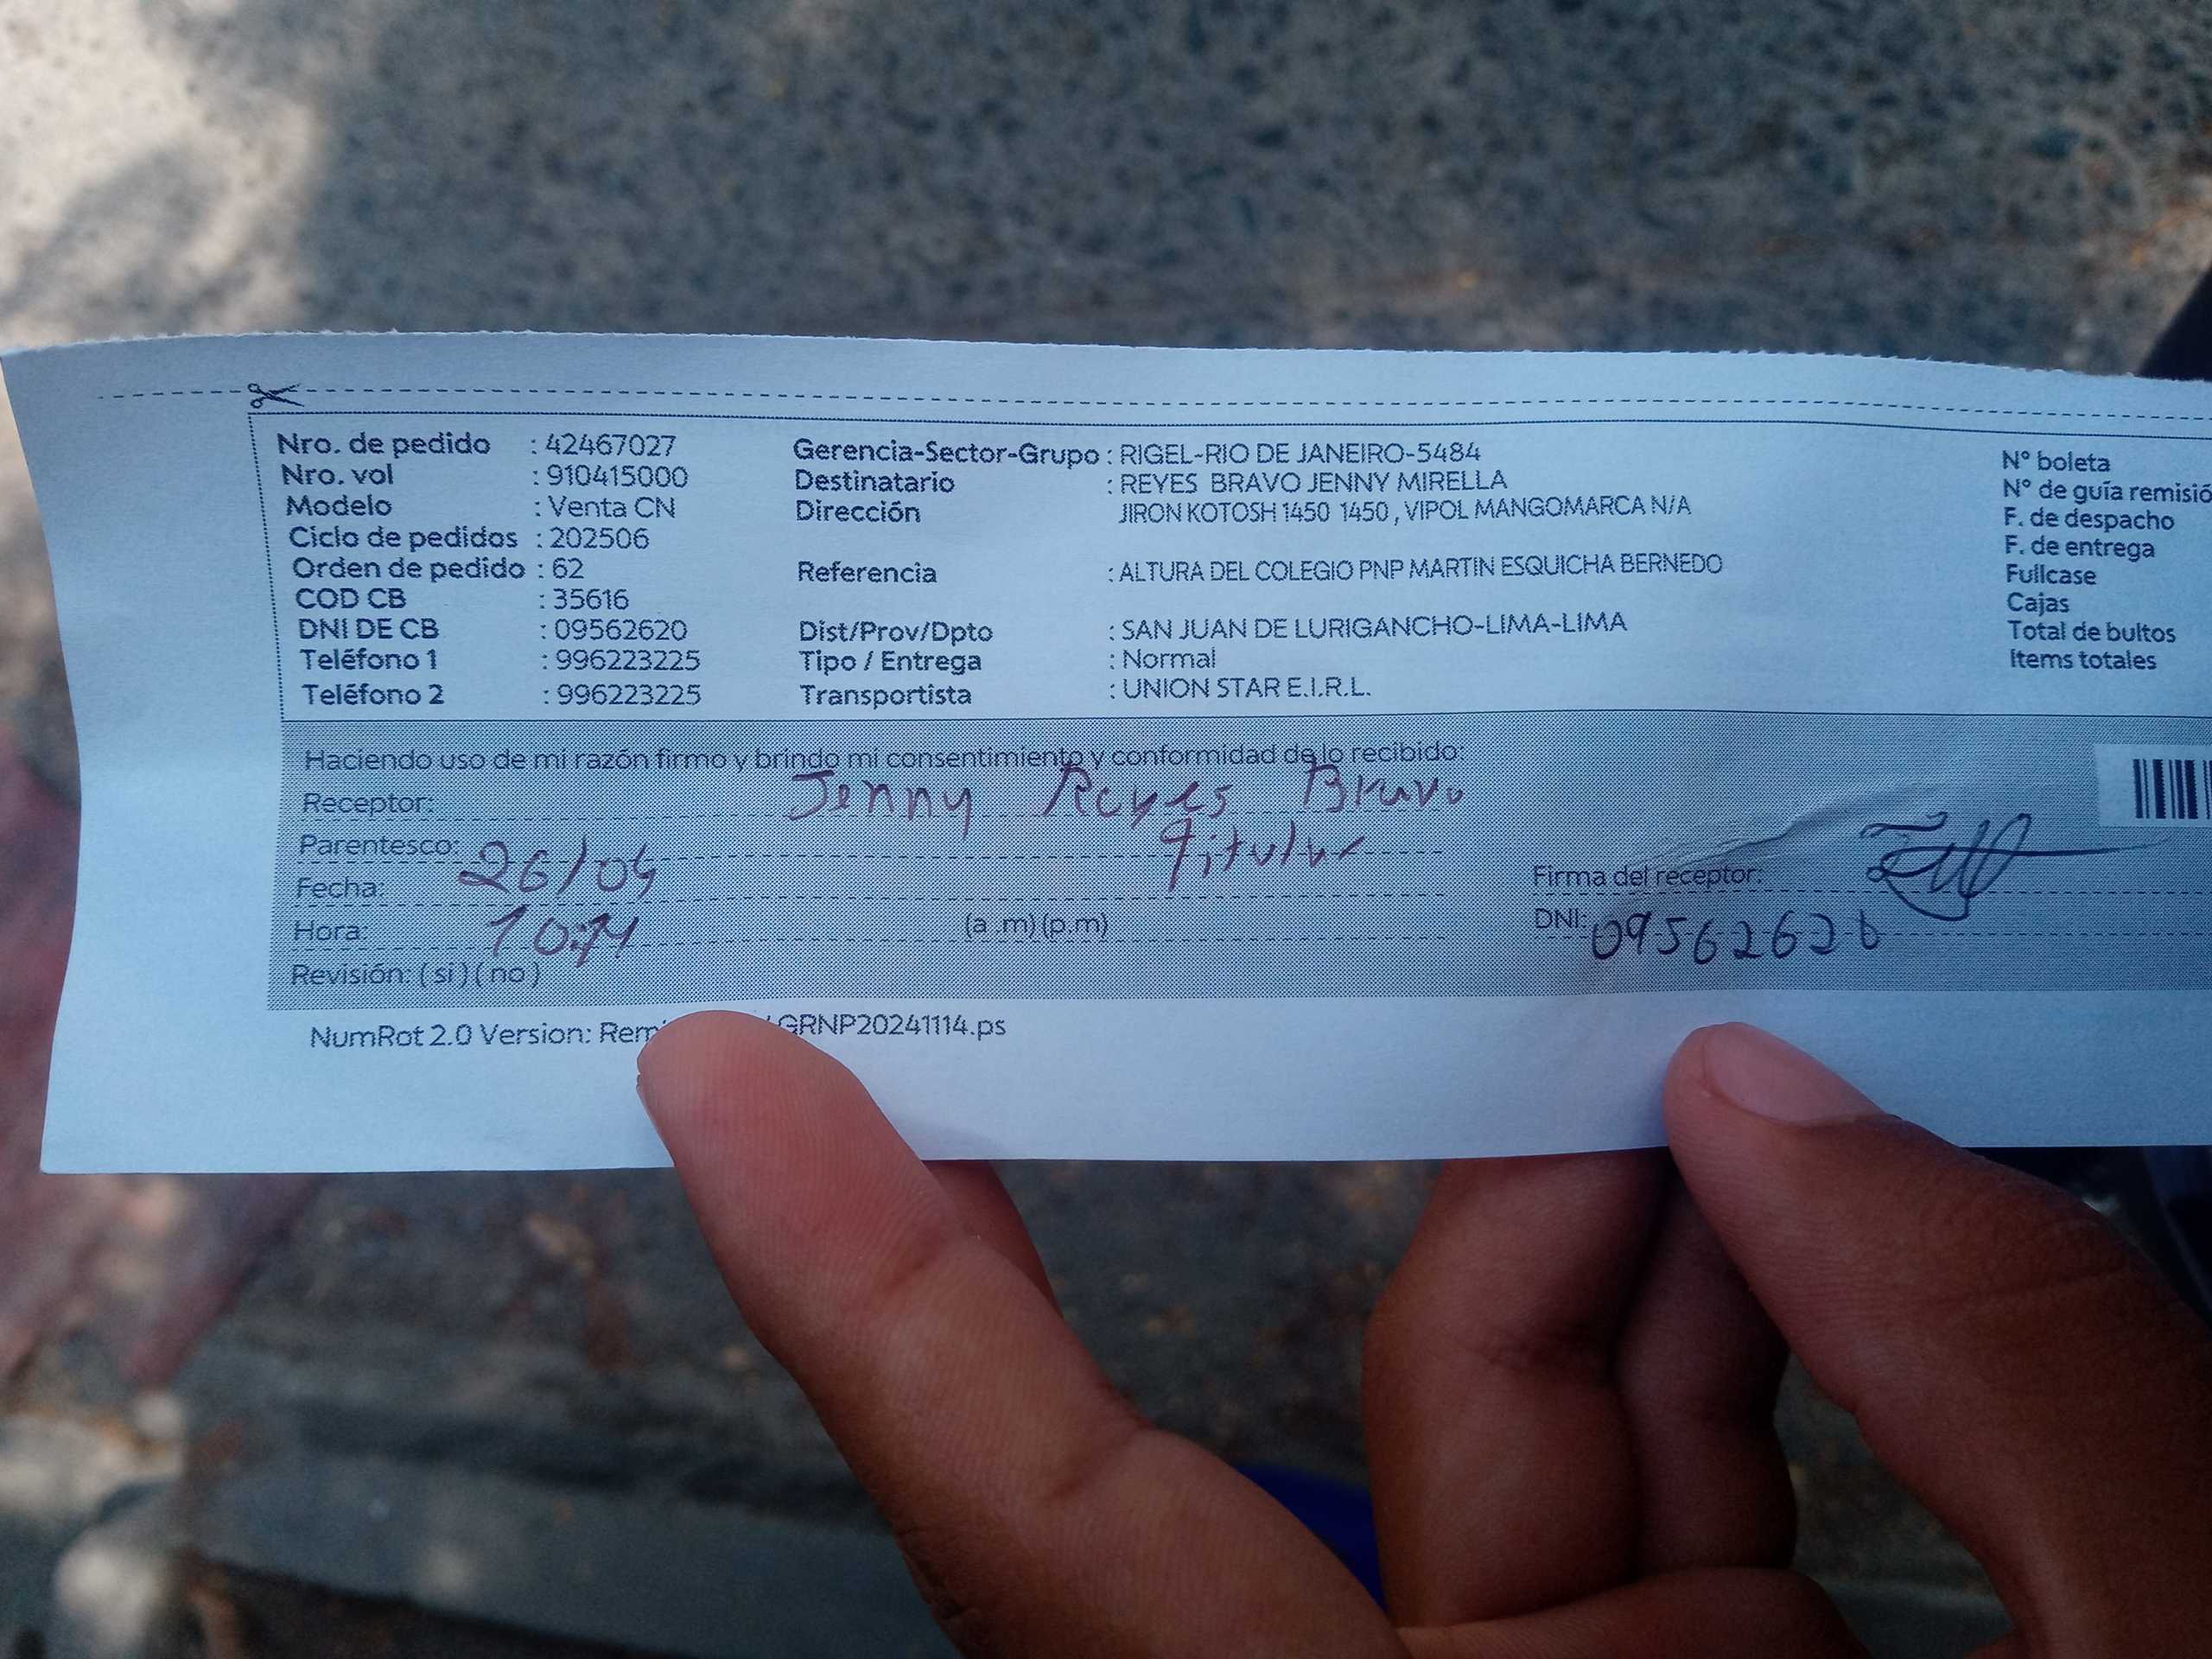 Nro. de pedido : 42467027
Nro. vol : 910415000
Modelo : Venta CN
Ciclo de pedidos : 202506
Orden de pedido : 62
COD CB : 35616
DNI DE CB : 09562620
Teléfono 1 : 996223225
Teléfono 2 : 996223225
Gerencia-Sector-Grupo : RIGEL-RIO DE JANEIRO-5484
Destinatario : REYES BRAVO JENNY MIRELLA
Dirección JIRON KOTOSH 1450 1450 , VIPOL MANGOMARCA N/A
Referencia : ALTURA DEL COLEGIO PNP MARTIN ESQUICHA BERNEDO
Dist/Prov/Dpto : SAN JUAN DE LURIGANCHO-LIMA-LIMA
Tipo / Entrega : Normal
Transportista : UNION STAR E.I.R.L.
N° boleta
N° de guía remisió
F. de despacho
F. de entrega
Fullcase
Cajas
Total de bultos
Items totales
Haciendo uso de mi razón firmo y brindo mi consentimiento y conformidad de lo recibido:
Receptor: Jenny Reyes Bravo
Parentesco: Titular
Fecha: 26/04
Hora: (a .m) (p.m)
Revisión: ( si ) ( no )
Firma del receptor:
DNI: 09562620
NumRot 2.0 Version: GRNP20241114.ps